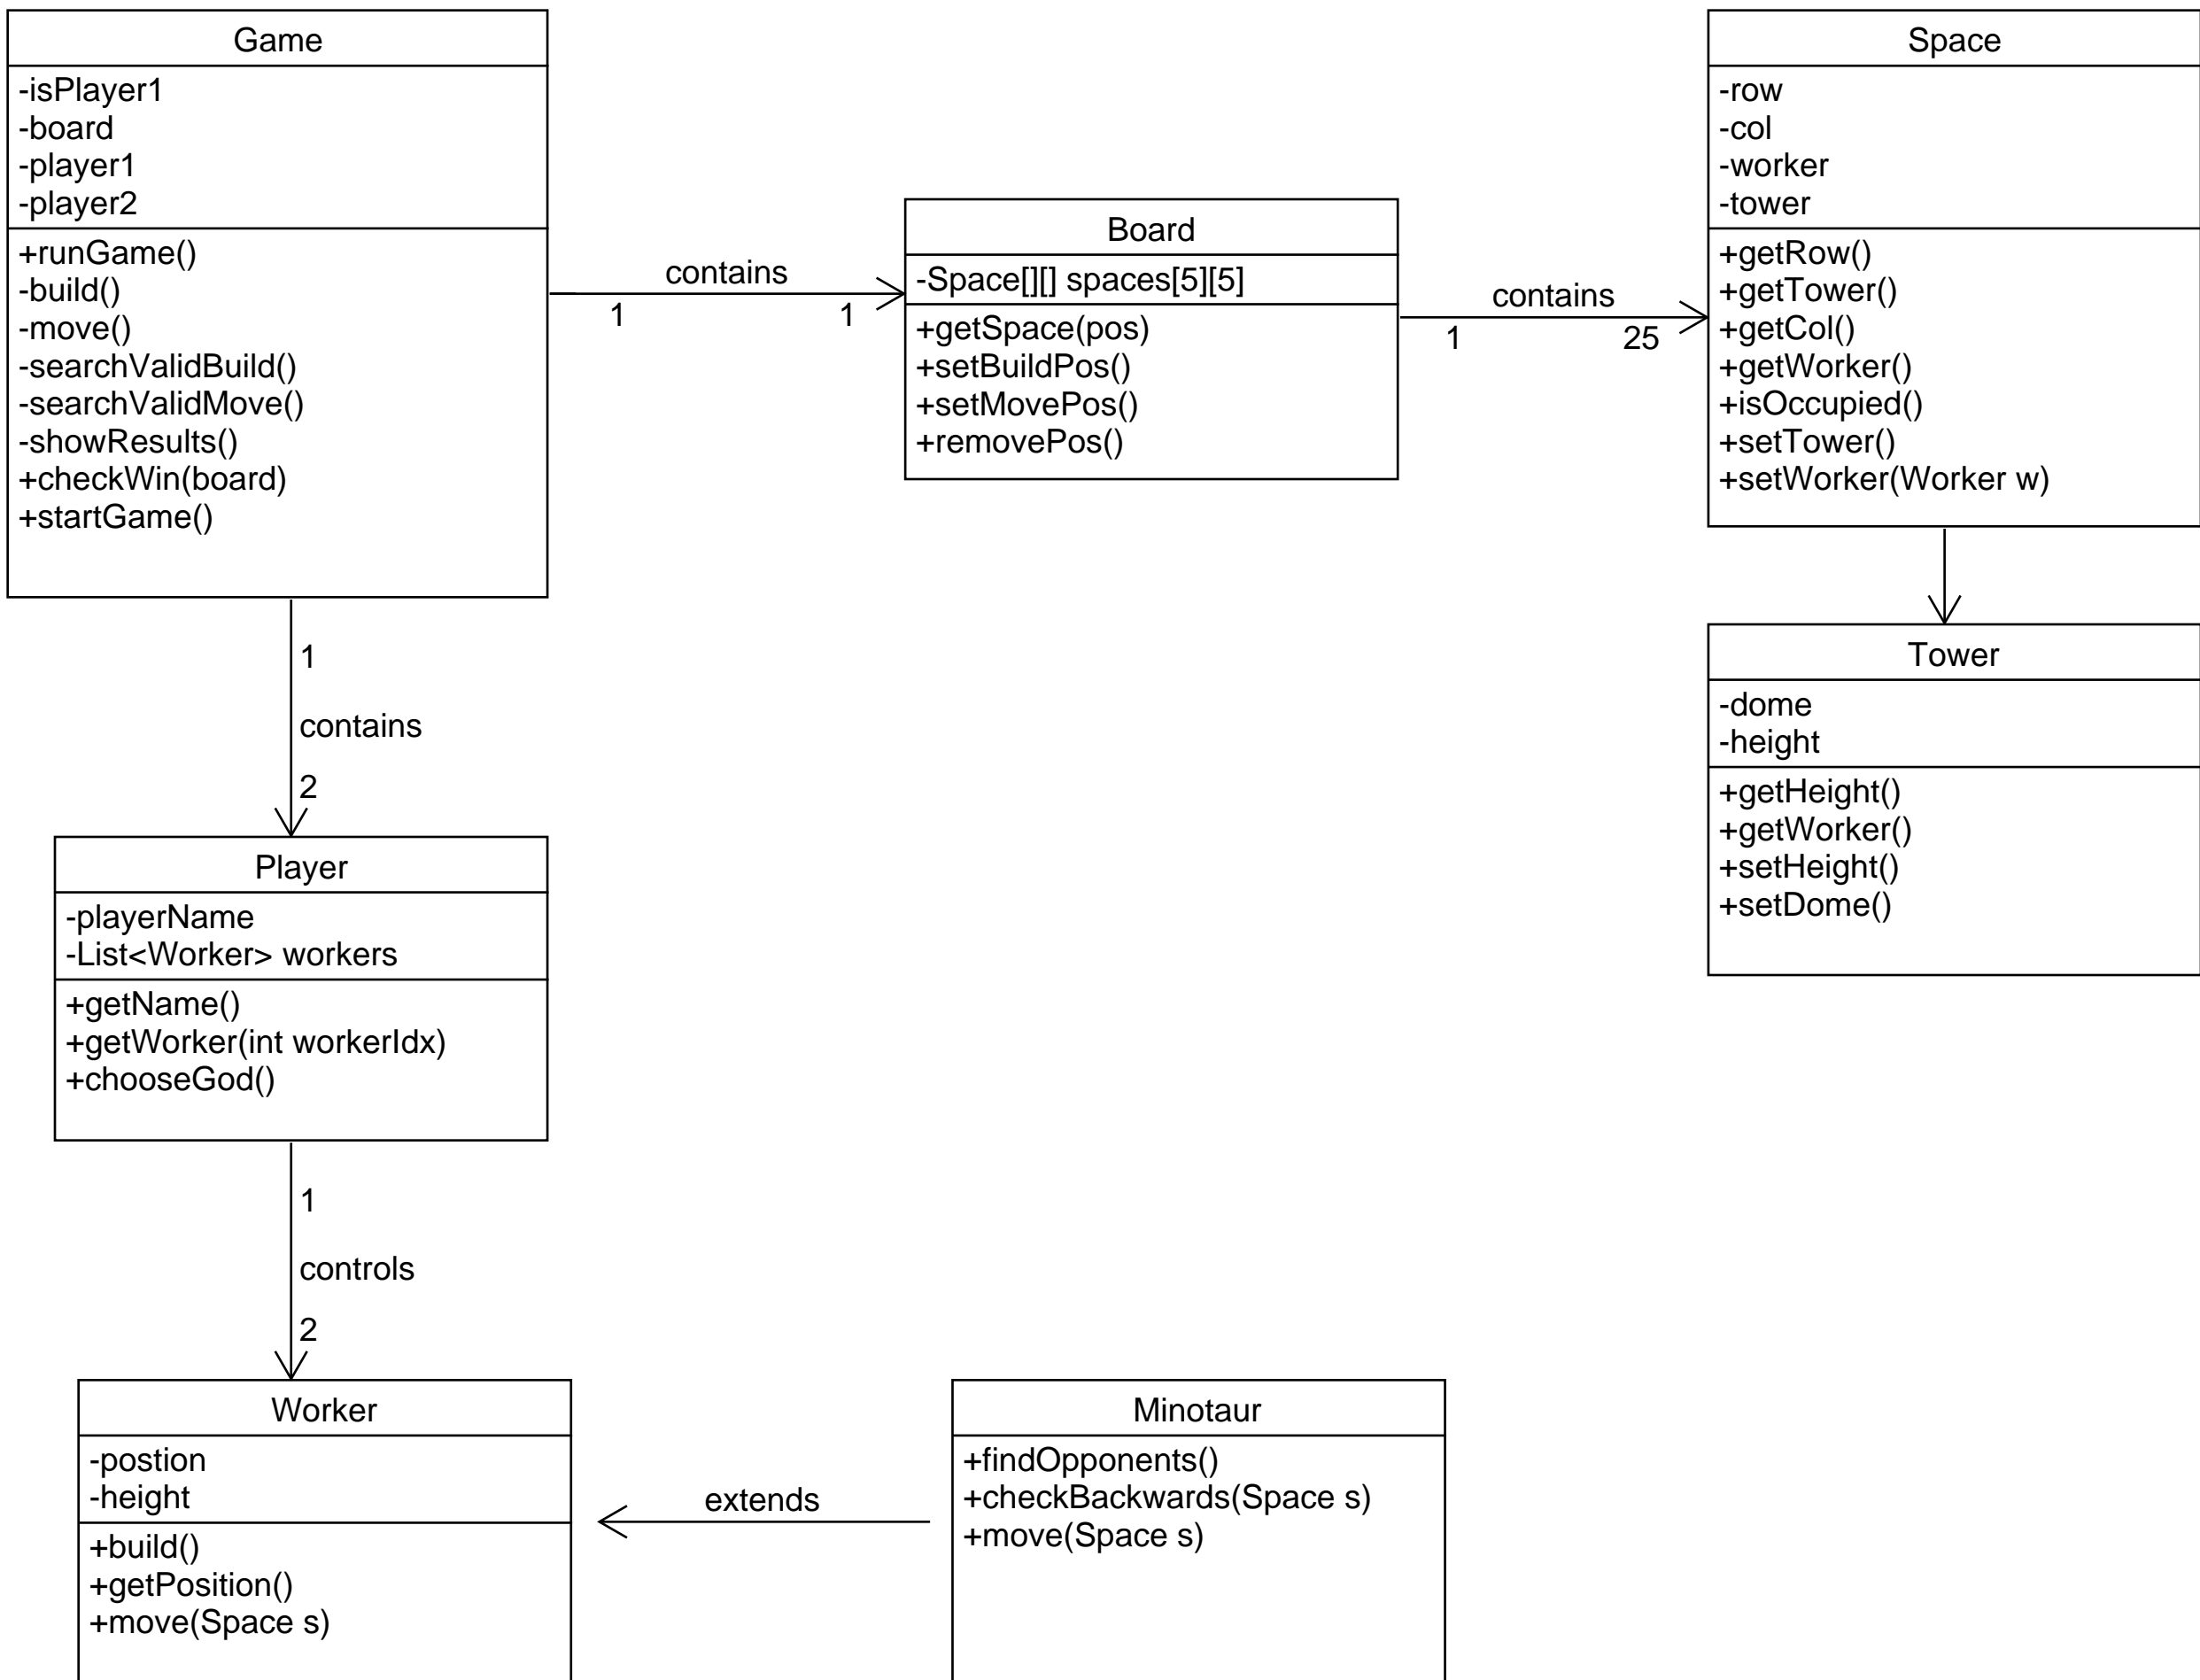 Game
-isPlayer1
-board
-player1
-player2
+runGame()
-build()
-move()
-searchValidBuild()
-searchValidMove()
-showResults()
+checkWin(board)
+startGame()
contains
1
1
Board
-Space[][] spaces[5][5]
+getSpace(pos)
+setBuildPos()
+setMovePos()
+removePos()
contains
1
25
Space
-row
-col
-worker
-tower
+getRow()
+getTower()
+getCol()
+getWorker()
+isOccupied()
+setTower()
+setWorker(Worker w)
Tower
-dome
-height
+getHeight()
+getWorker()
+setHeight()
+setDome()
1
contains
2
Player
-playerName
-List<Worker> workers
+getName()
+getWorker(int workerIdx)
+chooseGod()
1
controls
2
Worker
-postion
-height
+build()
+getPosition()
+move(Space s)
extends
Minotaur
+findOpponents()
+checkBackwards(Space s)
+move(Space s)